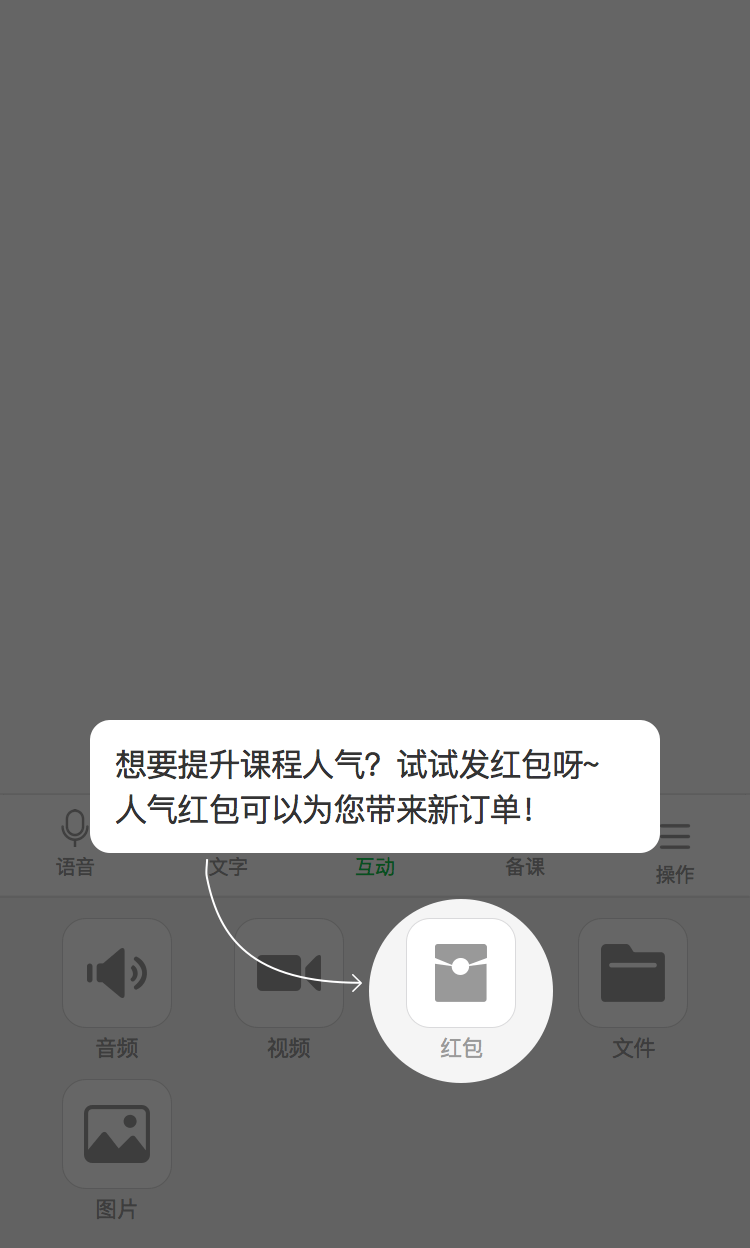 想要提升课程人气？试试发红包呀~
人气红包可以为您带来新订单！
语音
文字
互动
备课
操作
音频
视频
红包
文件
图片